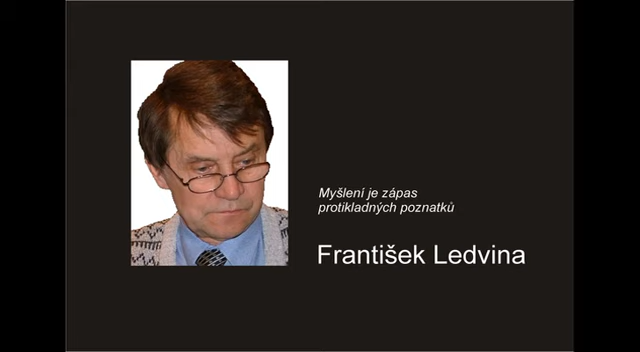 Myšlení je zápas
protikladných poznatků
František Ledvina